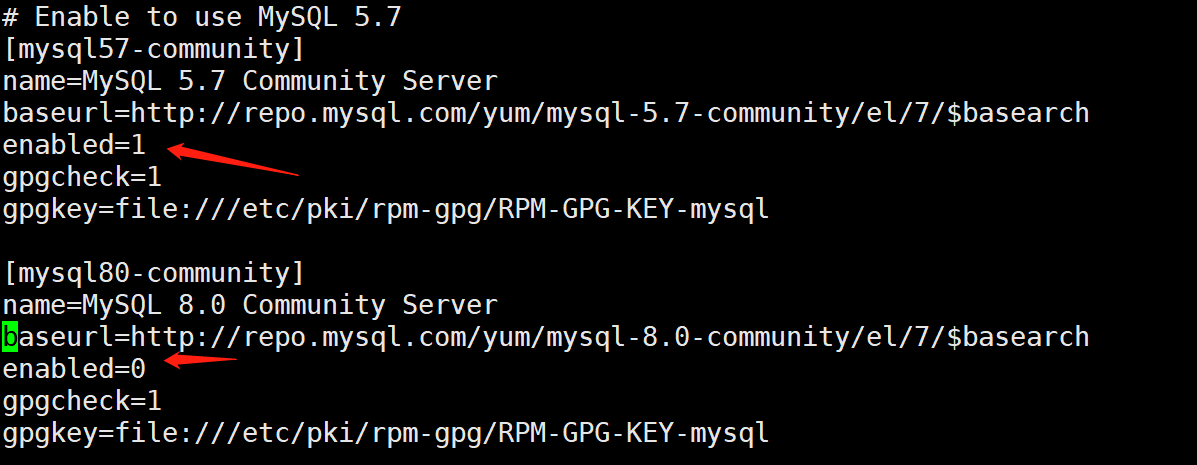 # Enable to use MySQL 5.7
[mysql57-community]
name=MySQL 5.7 Community Server
baseurl=http://repo.mysql.com/yum/mysql-5.7-community/el/7/$basearch
enabled=1
gpgcheck=1
gpgkey=file:///etc/pki/rpm-gpg/RPM-GPG-KEY-mysql
[mysql80-community]
name=MySQL 8.0 Community Server
baseurl=http://repo.mysql.com/yum/mysql-8.0-community/el/7/$basearch
enabled=0
gpgcheck=1
gpgkey=file:///etc/pki/rpm-gpg/RPM-GPG-KEY-mysql